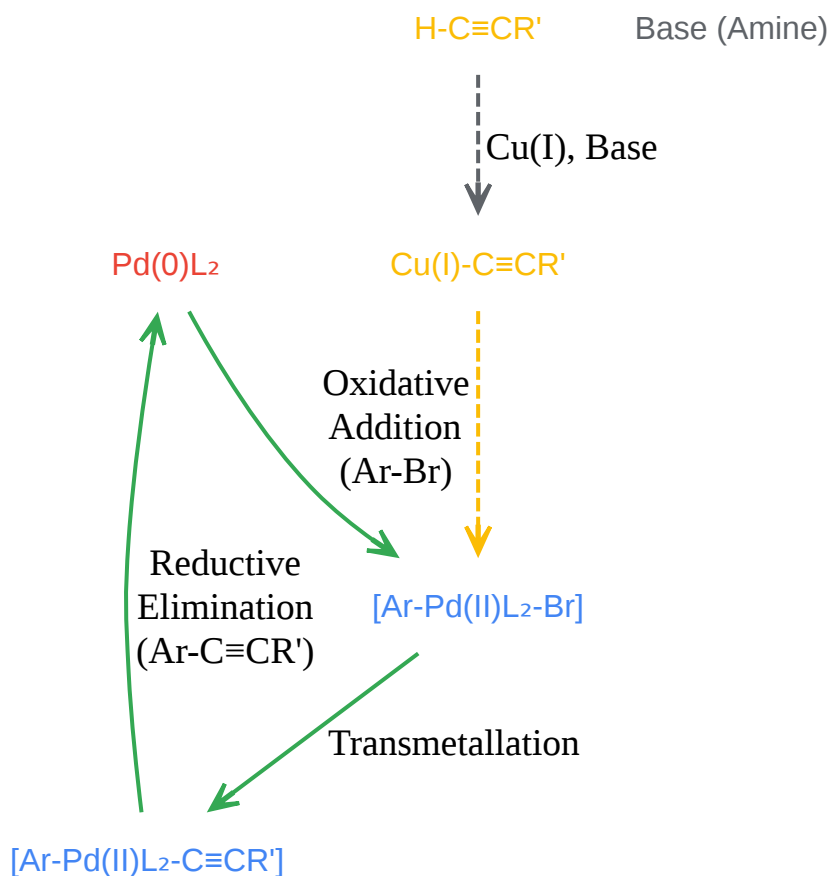 H-C≡CR'
Base (Amine)
Cu(I), Base
Pd(0)L₂
Cu(I)-C≡CR'
Oxidative
Addition
(Ar-Br)
Reductive
Elimination
(Ar-C≡CR')
[Ar-Pd(II)L₂-Br]
Transmetallation
[Ar-Pd(II)L₂-C≡CR']